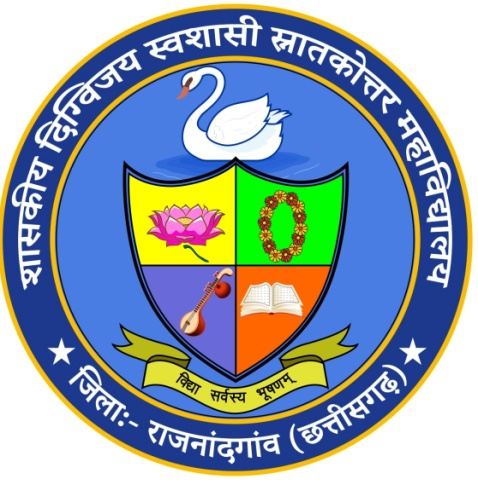 शासकीय दिग्विजय स्वशासी स्नातकोत्तर महाविद्यालय
विद्या सर्वस्य भूषणम्
जिलाः- राजनांदगांव (छत्तीसगढ़)